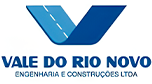 VALE DO RIO NOVO
ENGENHARIA E CONSTRUÇÕES LTDA